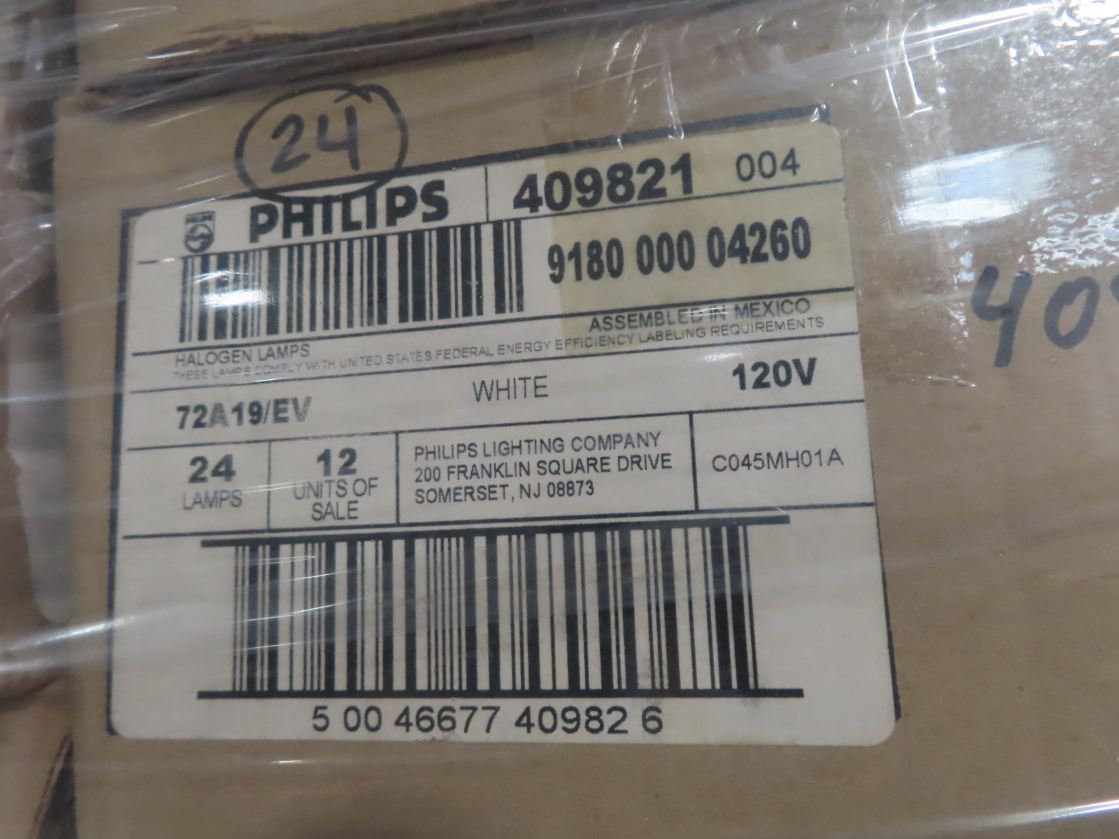 24
PHILIPS
409821 004
9180 000 04260
ASSEMBLED IN MEXICO
HALOGEN LAMPS
THESE LAMPS COMPLY WITH UNITED STATES FEDERAL ENERGY EFFICIENCY LABELING REQUIREMENTS
72A19/EV
WHITE
120V
24
LAMPS
12
UNITS OF
SALE
PHILIPS LIGHTING COMPANY
200 FRANKLIN SQUARE DRIVE
SOMERSET, NJ 08873
C045MH01A
5 00 46677 40982 6
40